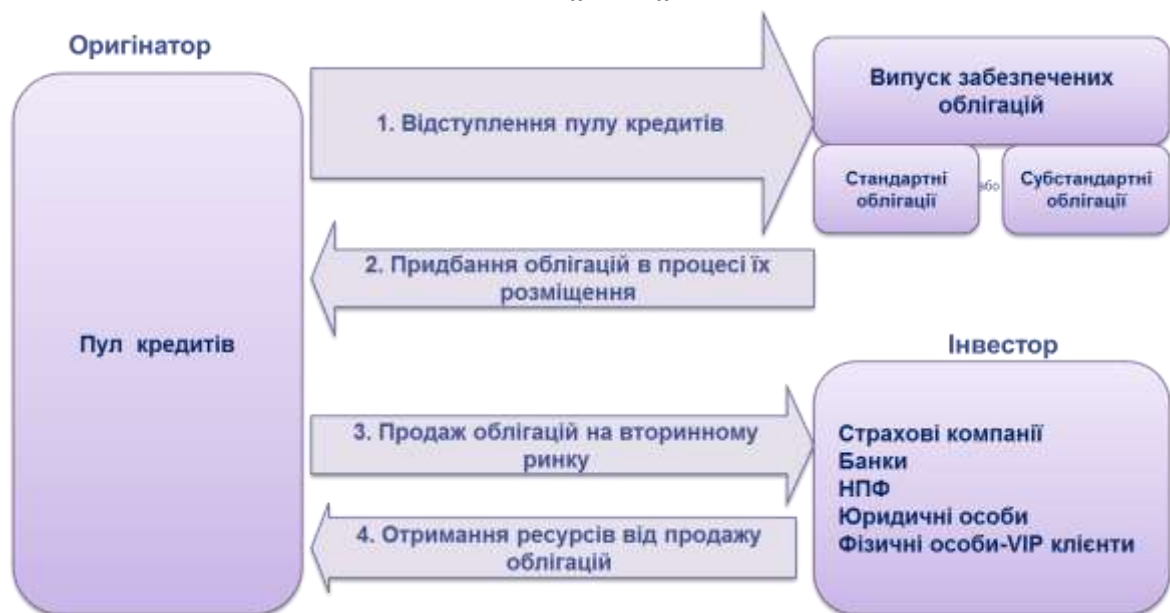 Оригінатор
Випуск забезпечених
облігацій
1. Відступлення пулу кредитів
Стандартні
облігації
або
Субстандартні
облігації
2. Придбання облігацій в процесі їх
розміщення
Пул кредитів
Інвестор
3. Продаж облігацій на вторинному
ринку
Страхові компанії
Банки
НПФ
Юридичні особи
Фізичні особи-VIP клієнти
4. Отримання ресурсів від продажу
облігацій